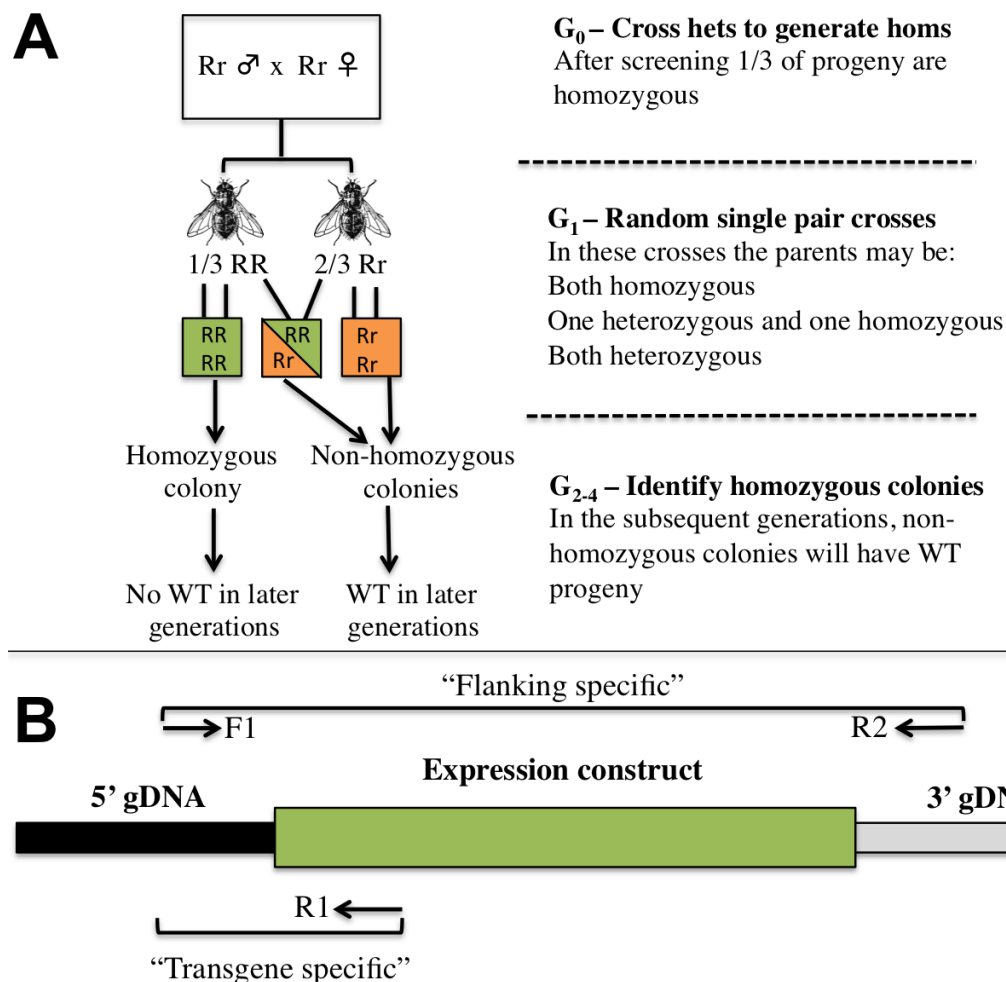 A
Rr ♂ x Rr ♀
G0 – Cross hets to generate homs
After screening 1/3 of progeny are
homozygous
1/3 RR
2/3 Rr
RR
RR
RR
Rr
Rr
Rr
G1 – Random single pair crosses
In these crosses the parents may be:
Both homozygous
One heterozygous and one homozygous
Both heterozygous
Homozygous
colony
Non-homozygous
colonies
No WT in later
generations
WT in later
generations
G2-4 – Identify homozygous colonies
In the subsequent generations, non-
homozygous colonies will have WT
progeny
B
“Flanking specific”
F1
R2
Expression construct
5’ gDNA
3’ gDN
R1
“Transgene specific”